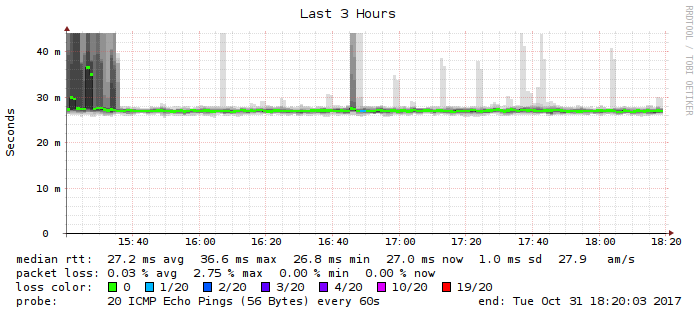 Last 3 Hours
RRDTOOL / TOBI OETIKER
Seconds
40 m
30 m
20 m
10 m
0
15:40 16:00 16:20 16:40 17:00 17:20 17:40 18:00 18:20
median rtt: 27.2 ms avg 36.6 ms max 26.8 ms min 27.0 ms now 1.0 ms sd 27.9 am/s
packet loss: 0.03 % avg 2.75 % max 0.00 % min 0.00 % now
loss color: 0 1/20 2/20 3/20 4/20 10/20 19/20
probe: 20 ICMP Echo Pings (56 Bytes) every 60s end: Tue Oct 31 18:20:03 2017